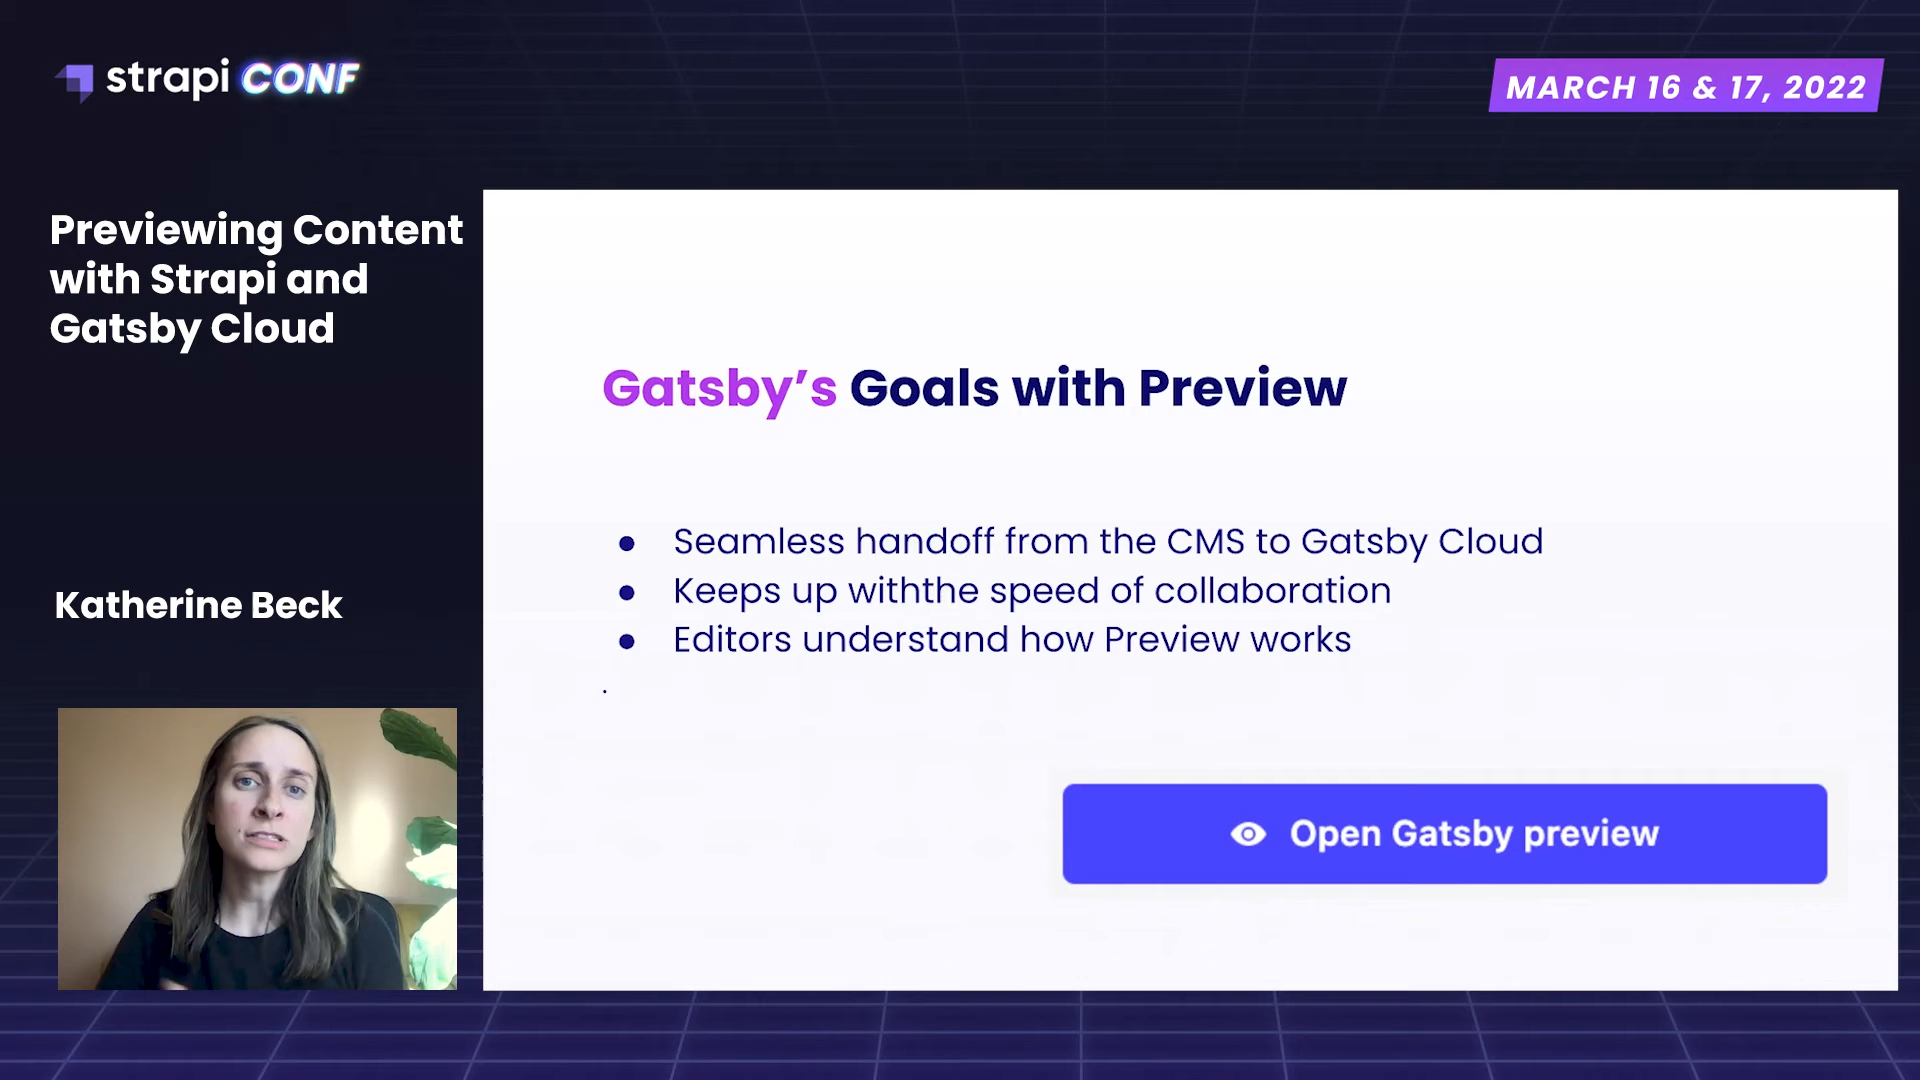 strapi CONF
MARCH 16 & 17, 2022
Previewing Content
with Strapi and
Gatsby Cloud
Katherine Beck
Gatsby’s Goals with Preview
● Seamless handoff from the CMS to Gatsby Cloud
● Keeps up withthe speed of collaboration
● Editors understand how Preview works
.
Open Gatsby preview